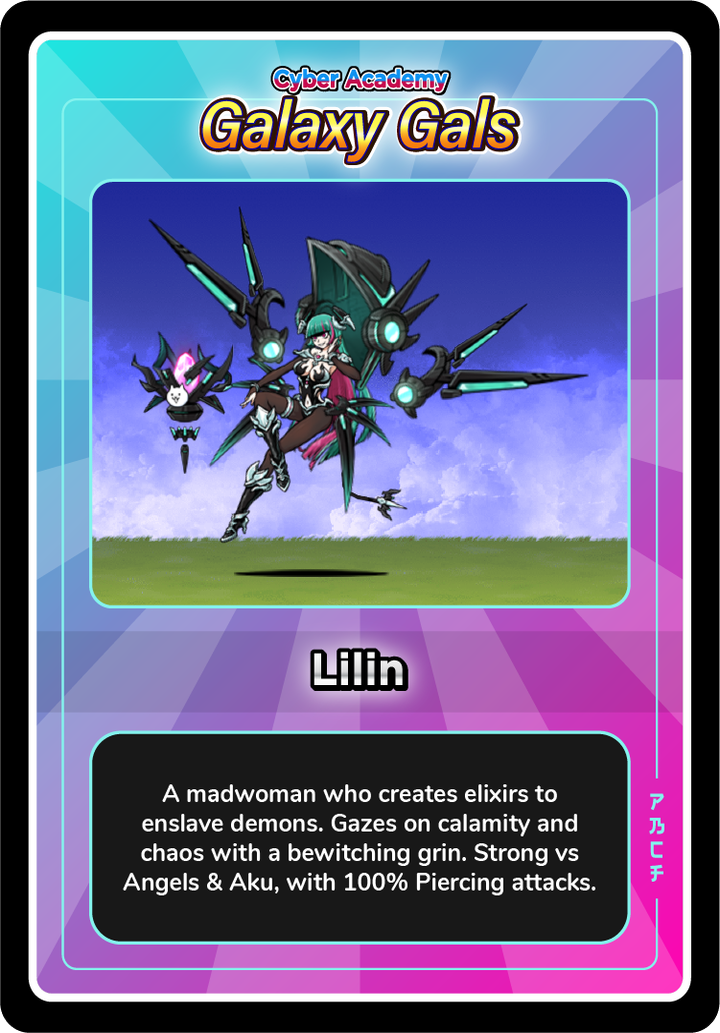 Cyber Academy
Galaxy Gals
Lilin
A madwoman who creates elixirs to
enslave demons. Gazes on calamity and
chaos with a bewitching grin. Strong vs
Angels & Aku, with 100% Piercing attacks.